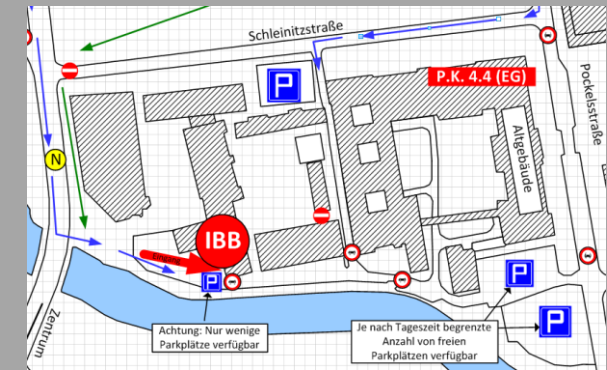 Schleinitzstraße
P
P.K. 4.4 (EG)
Pockelsstraße
Altgebäude
N
IBB
Eingang
P
P
P
Zentrum
Achtung: Nur wenige
Parkplätze verfügbar
Je nach Tageszeit begrenzte
Anzahl von freien
Parkplätzen verfügbar